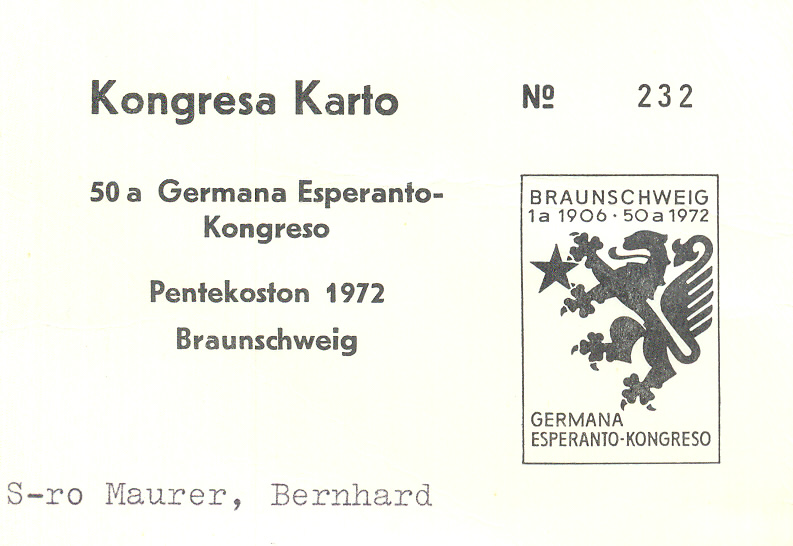 Kongresa Karto
Nº 232
50 a Germana Esperanto-
Kongreso
Pentekoston 1972
Braunschweig
BRAUNSCHWEIG
1a 1906 · 50a 1972
GERMANA
ESPERANTO-KONGRESO
S-ro Maurer, Bernhard